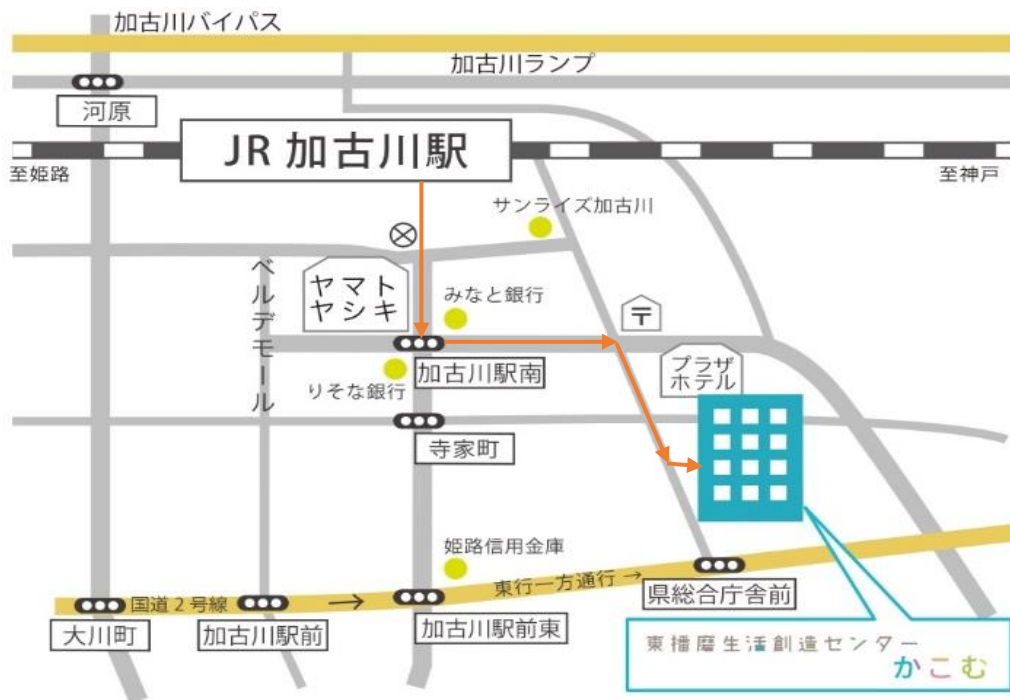 加古川バイパス
加古川ランプ
河原
JR 加古川駅
至姫路
至神戸
サンライズ加古川
ヤマト
ヤシキ
ベルデモール
みなと銀行
〒
加古川駅南
プラザ
ホテル
りそな銀行
寺家町
姫路信用金庫
東行一方通行 →
国道2号線 →
県総合庁舎前
大川町
加古川駅前
加古川駅前東
東播磨生活創造センター
かこむ